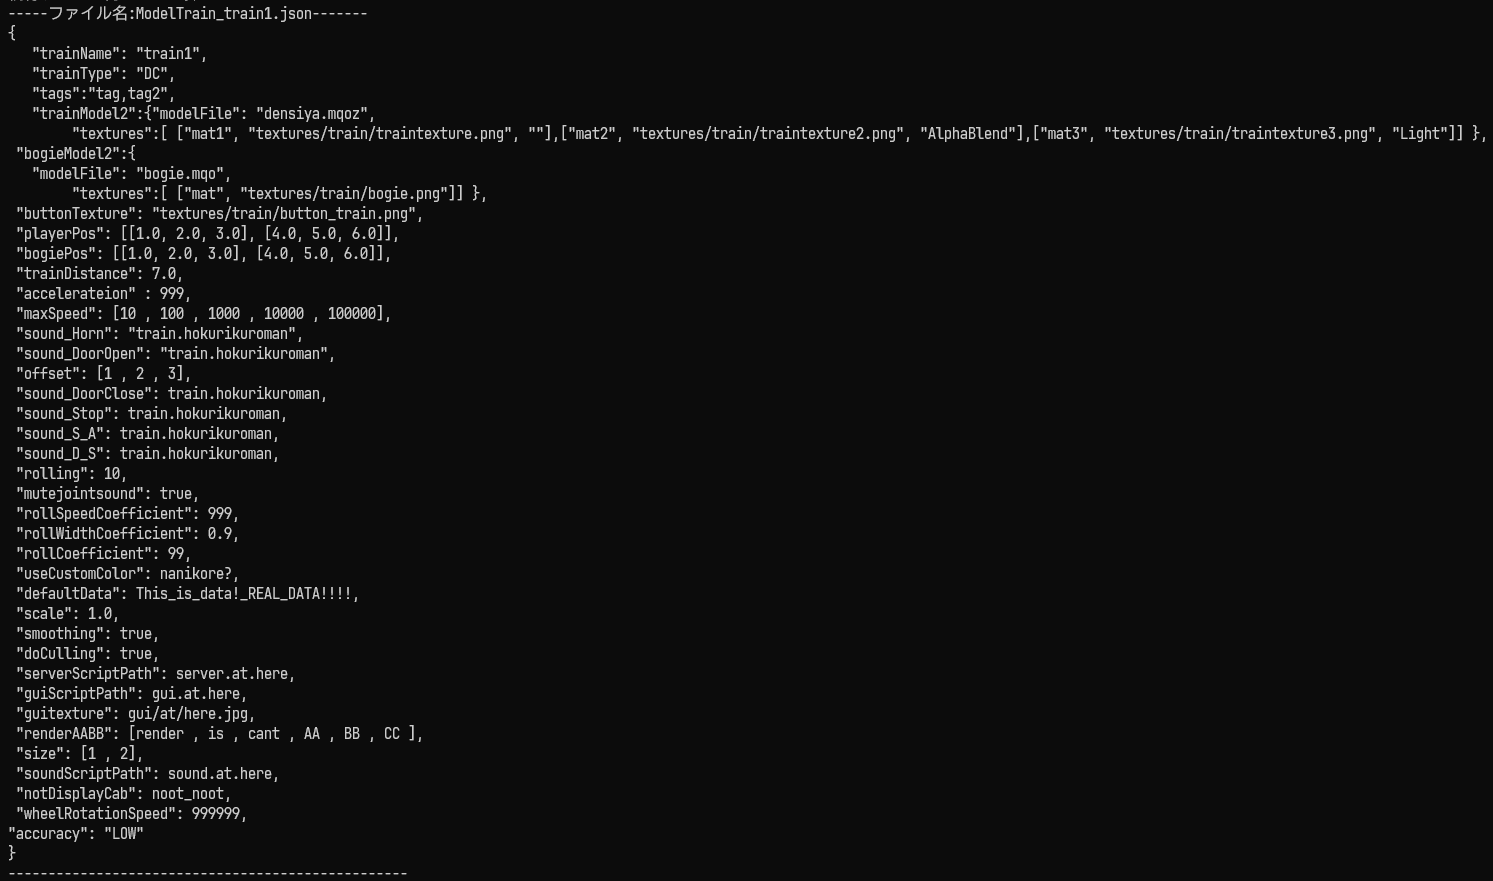 -----ファイル名:ModelTrain_train1.json-------
{
   "trainName": "train1",
   "trainType": "DC",
   "tags":"tag,tag2",
   "trainModel2":{"modelFile": "densiya.mqoz",
        "textures":[ ["mat1", "textures/train/traintexture.png", ""],["mat2", "textures/train/traintexture2.png", "AlphaBlend"],["mat3", "textures/train/traintexture3.png", "Light"]] },
 "bogieModel2":{
   "modelFile": "bogie.mqo",
        "textures":[ ["mat", "textures/train/bogie.png"]] },
 "buttonTexture": "textures/train/button_train.png",
 "playerPos": [[1.0, 2.0, 3.0], [4.0, 5.0, 6.0]],
 "bogiePos": [[1.0, 2.0, 3.0], [4.0, 5.0, 6.0]],
 "trainDistance": 7.0,
 "accelerateion" : 999,
 "maxSpeed": [10 , 100 , 1000 , 10000 , 100000],
 "sound_Horn": "train.hokurikuroman",
 "sound_DoorOpen": "train.hokurikuroman",
 "offset": [1 , 2 , 3],
 "sound_DoorClose": train.hokurikuroman,
 "sound_Stop": train.hokurikuroman,
 "sound_S_A": train.hokurikuroman,
 "sound_D_S": train.hokurikuroman,
 "rolling": 10,
 "mutejointsound": true,
 "rollSpeedCoefficient": 999,
 "rollWidthCoefficient": 0.9,
 "rollCoefficient": 99,
 "useCustomColor": nanikore?,
 "defaultData": This_is_data!_REAL_DATA!!!!,
 "scale": 1.0,
 "smoothing": true,
 "doCulling": true,
 "serverScriptPath": server.at.here,
 "guiScriptPath": gui.at.here,
 "guitexture": gui/at/here.jpg,
 "renderAABB": [render , is , cant , AA , BB , CC ],
 "size": [1 , 2],
 "soundScriptPath": sound.at.here,
 "notDisplayCab": noot_noot,
 "wheelRotationSpeed": 999999,
"accuracy": "LOW"
}
--------------------------------------------------